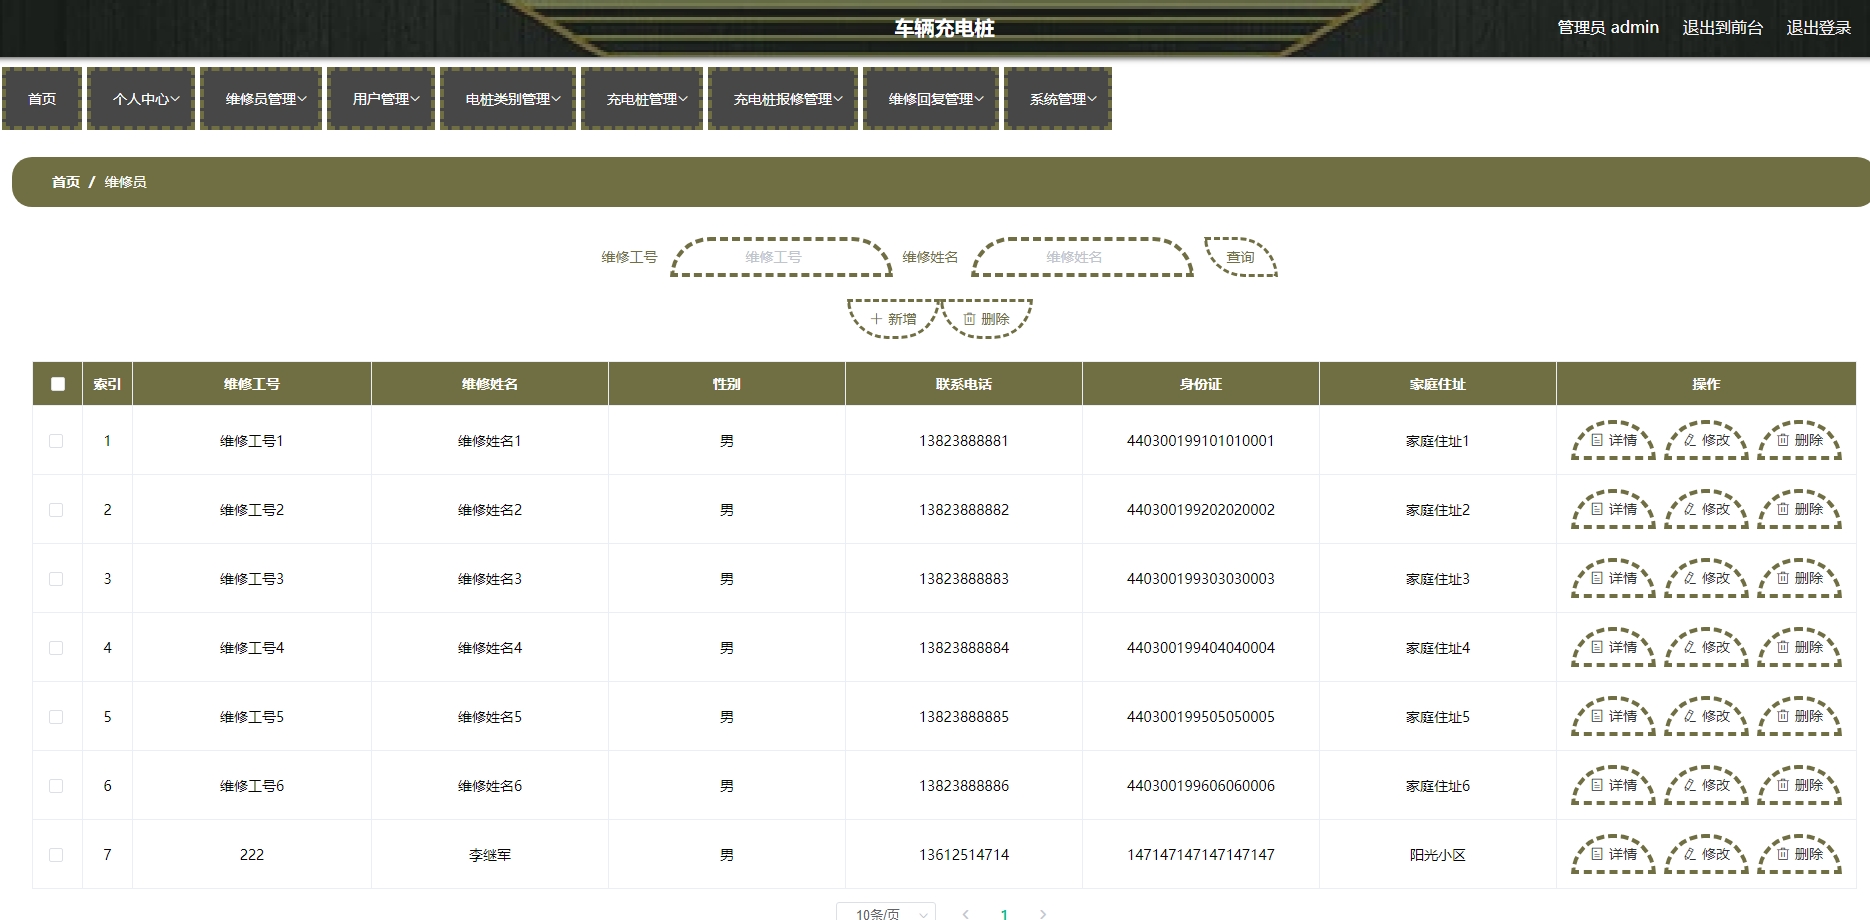 车辆充电桩
管理员 admin 退出到前台 退出登录
首页 个人中心 维修员管理 用户管理 电桩类别管理 充电桩管理 充电桩报修管理 维修回复管理 系统管理
首页 / 维修员
维修工号 维修工号 维修姓名 维修姓名 查询
新增 删除
索引 维修工号 维修姓名 性别 联系电话 身份证 家庭住址 操作
1 维修工号1 维修姓名1 男 13823888881 440300199101010001 家庭住址1 详情 修改 删除
2 维修工号2 维修姓名2 男 13823888882 440300199202020002 家庭住址2 详情 修改 删除
3 维修工号3 维修姓名3 男 13823888883 440300199303030003 家庭住址3 详情 修改 删除
4 维修工号4 维修姓名4 男 13823888884 440300199404040004 家庭住址4 详情 修改 删除
5 维修工号5 维修姓名5 男 13823888885 440300199505050005 家庭住址5 详情 修改 删除
6 维修工号6 维修姓名6 男 13823888886 440300199606060006 家庭住址6 详情 修改 删除
7 222 李继军 男 13612514714 147147147147147147 阳光小区 详情 修改 删除
10条/页 1